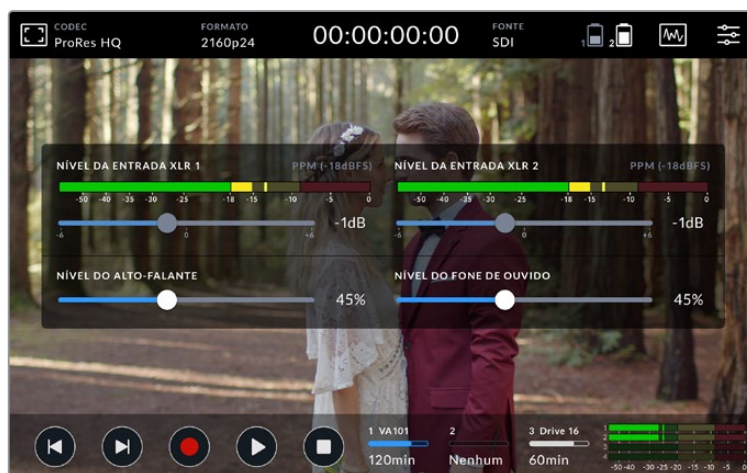 CODEC FORMATO FONTE
ProRes HQ 2160p24 00:00:00:00 SDI 1 2
NÍVEL DA ENTRADA XLR 1 PPM (-18dBFS) NÍVEL DA ENTRADA XLR 2 PPM (-18dBFS)
-50 -40 -35 -30 -25 -18 -15 -10 -5 0 -50 -40 -35 -30 -25 -18 -15 -10 -5 0
-1dB -1dB
-6 0 +6 -6 0 +6
NÍVEL DO ALTO-FALANTE NÍVEL DO FONE DE OUVIDO
45% 45%
1 VA101 2 3 Drive 16 1
2
3
120min Nenhum 60min 4
-50 -40 -30 -25 -20 -15 -10 -5